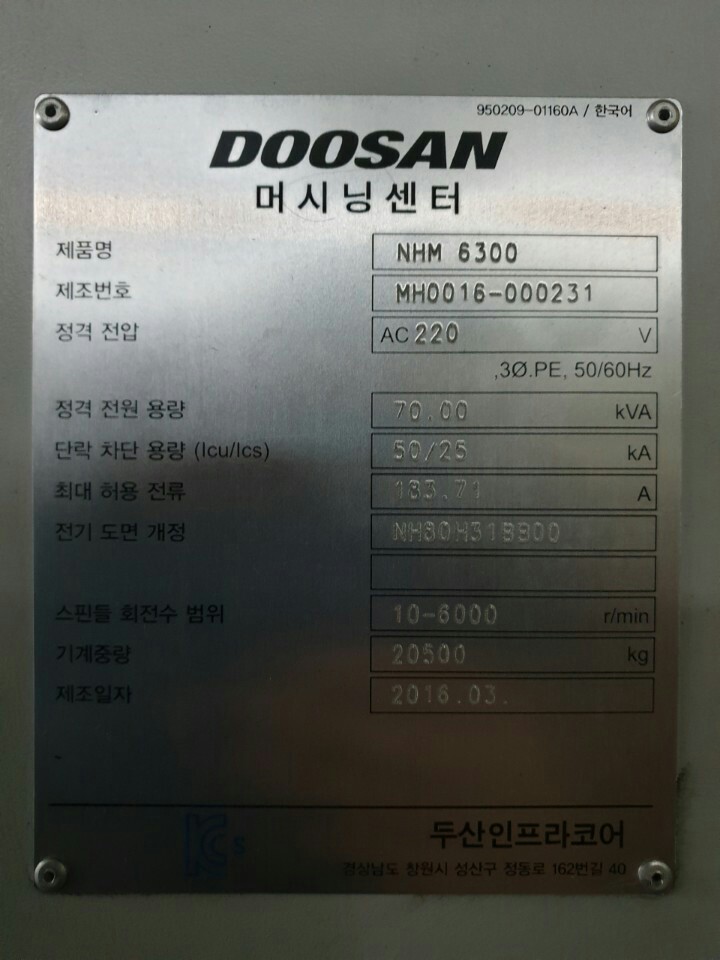 950209-01160A / 한국어
DOOSAN
머시닝센터
제품명 NHM 6300
제조번호 MH0016-000231
정격 전압 AC 220 V
,3Ø.PE, 50/60Hz
정격 전원 용량 70.00 kVA
단락 차단 용량 (Icu/Ics) 50/25 kA
최대 허용 전류 183.71 A
전기 도면 개정
스핀들 회전수 범위 10-6000 r/min
기계중량 20500 kg
제조일자 2016.03.
두산인프라코어
KCs
경상남도 창원시 성산구 정동로 162번길 40